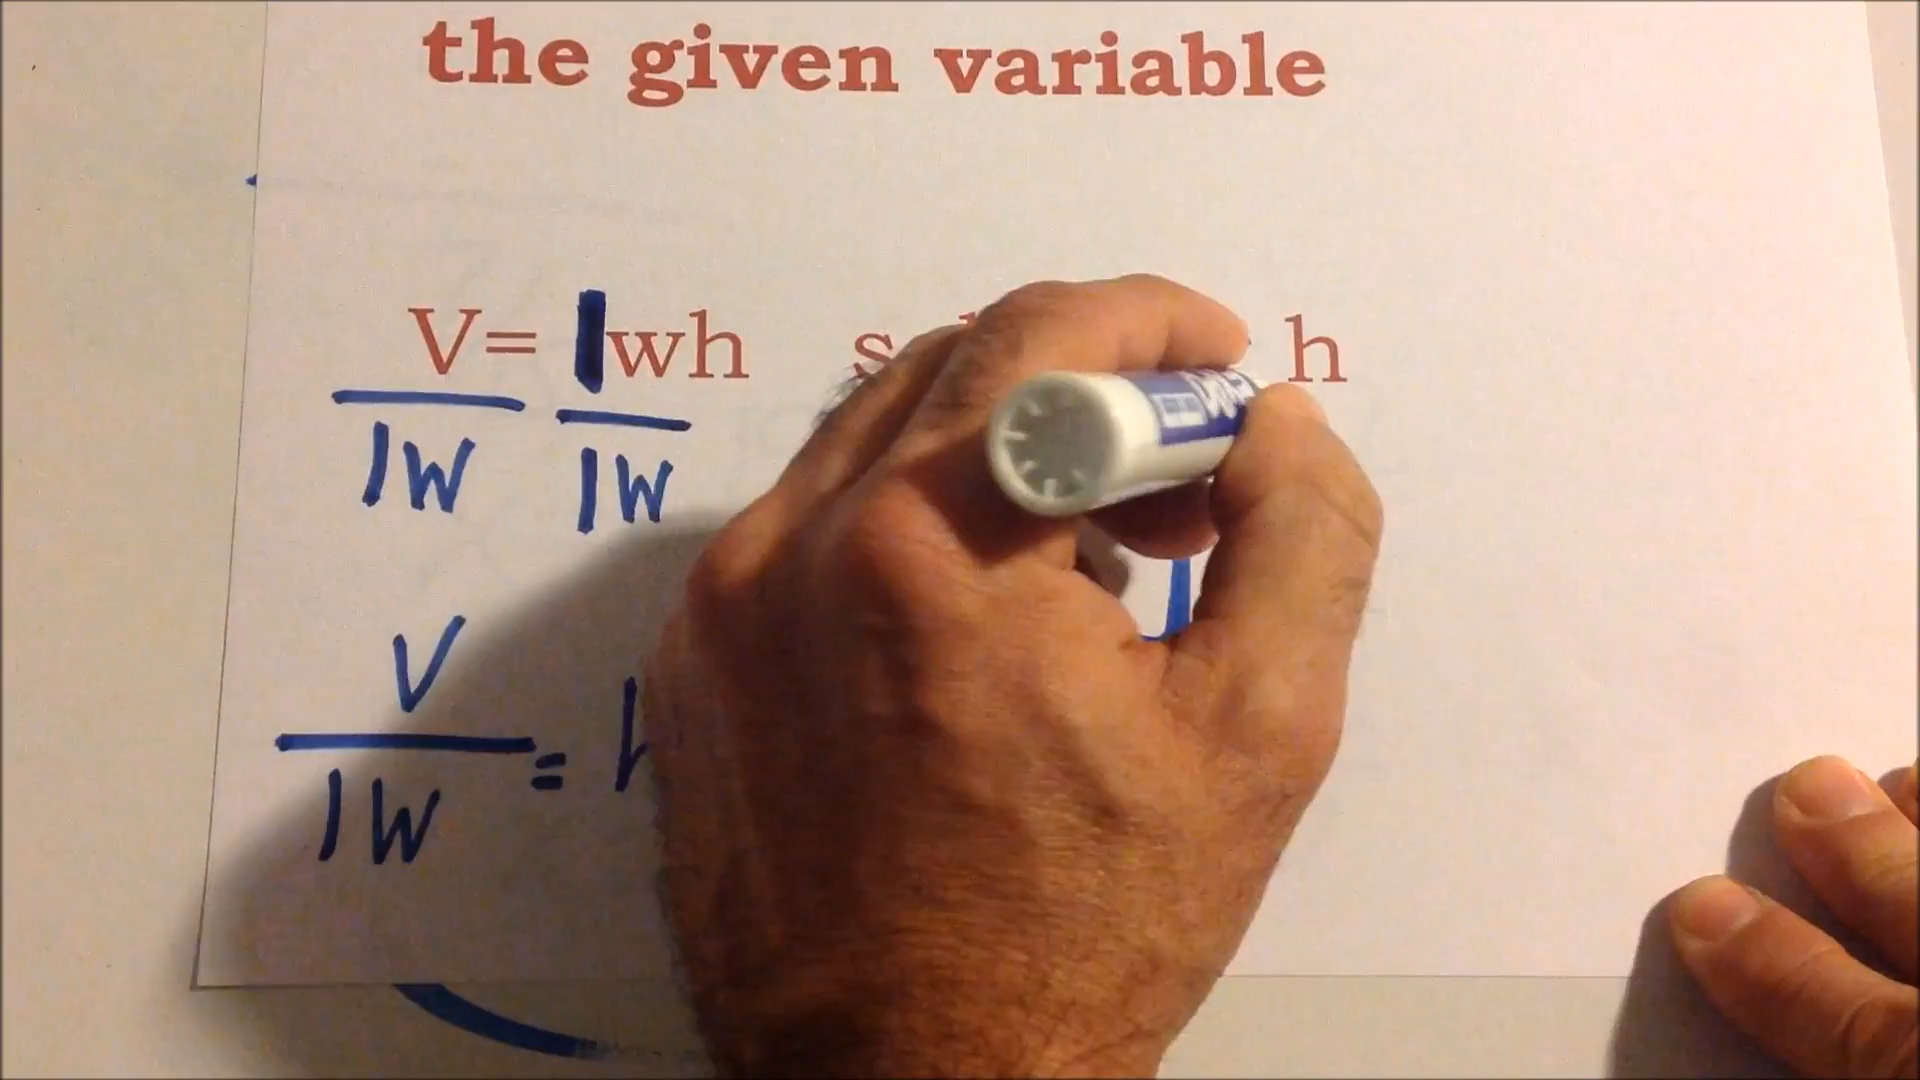 the given variable
V= lwh h
lw lw
V
lw = h